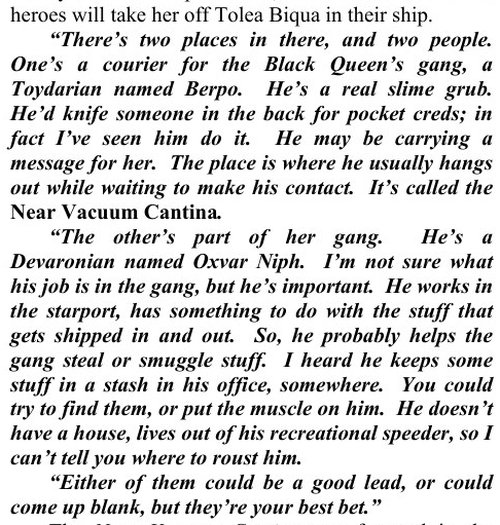 heroes will take her off Tolea Biqua in their ship.
“There’s two places in there, and two people.
One’s a courier for the Black Queen’s gang, a
Toydarian named Berpo. He’s a real slime grub.
He’d knife someone in the back for pocket creds; in
fact I’ve seen him do it. He may be carrying a
message for her. The place is where he usually hangs
out while waiting to make his contact. It’s called the
Near Vacuum Cantina.
“The other’s part of her gang. He’s a
Devaronian named Oxvar Niph. I’m not sure what
his job is in the gang, but he’s important. He works in
the starport, has something to do with the stuff that
gets shipped in and out. So, he probably helps the
gang steal or smuggle stuff. I heard he keeps some
stuff in a stash in his office, somewhere. You could
try to find them, or put the muscle on him. He doesn’t
have a house, lives out of his recreational speeder, so I
can’t tell you where to roust him.
“Either of them could be a good lead, or could
come up blank, but they’re your best bet.”